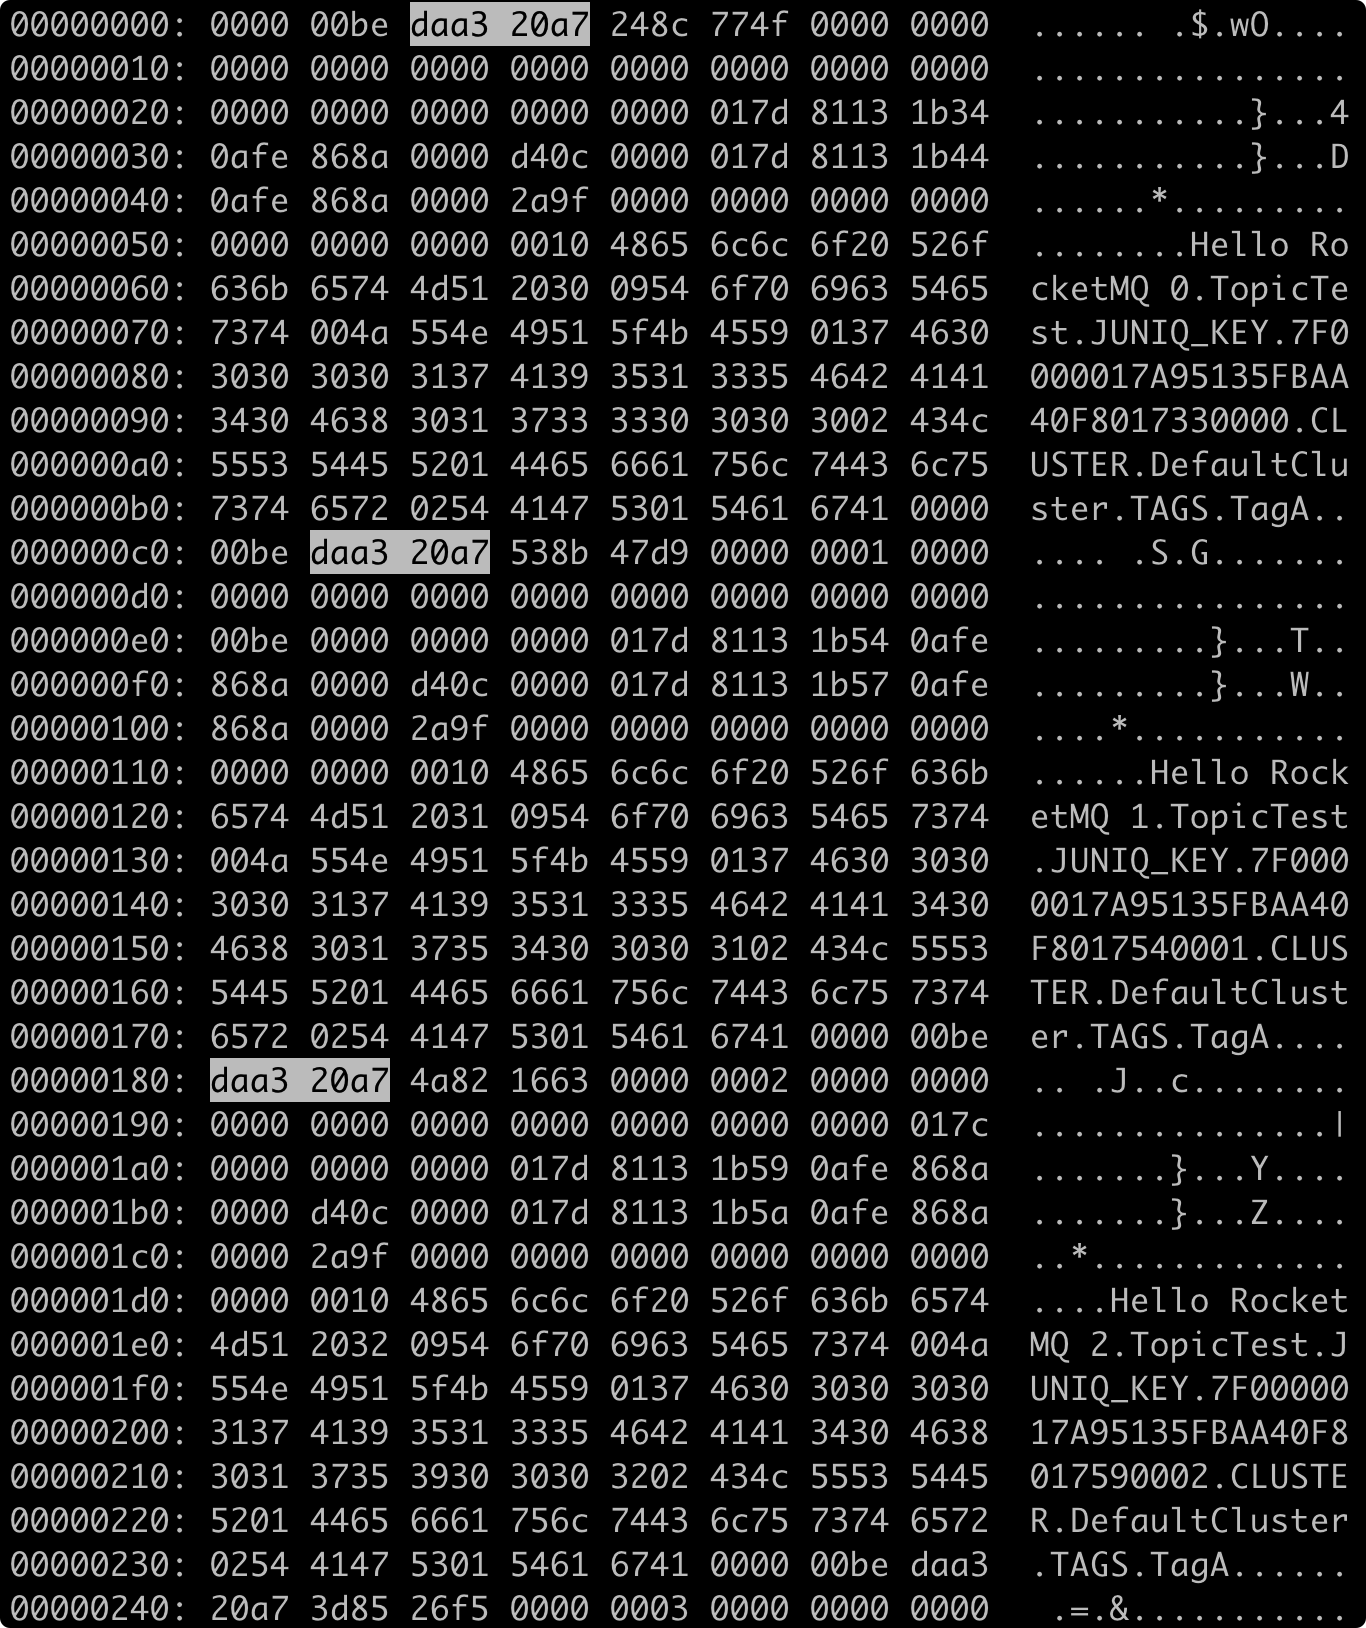 00000000: 0000 00be daa3 20a7 248c 774f 0000 0000  ...... .$.wO....
00000010: 0000 0000 0000 0000 0000 0000 0000 0000  ................
00000020: 0000 0000 0000 0000 0000 017d 8113 1b34  ...........}...4
00000030: 0afe 868a 0000 d40c 0000 017d 8113 1b44  ...........}...D
00000040: 0afe 868a 0000 2a9f 0000 0000 0000 0000  ......*.........
00000050: 0000 0000 0000 0010 4865 6c6c 6f20 526f  ........Hello Ro
00000060: 636b 6574 4d51 2030 0954 6f70 6963 5465  cketMQ 0.TopicTe
00000070: 7374 004a 554e 4951 5f4b 4559 0137 4630  st.JUNIQ_KEY.7F0
00000080: 3030 3030 3137 4139 3531 3335 4642 4141  000017A95135FBAA
00000090: 3430 4638 3031 3733 3330 3030 3002 434c  40F8017330000.CL
000000a0: 5553 5445 5201 4465 6661 756c 7443 6c75  USTER.DefaultClu
000000b0: 7374 6572 0254 4147 5301 5461 6741 0000  ster.TAGS.TagA..
000000c0: 00be daa3 20a7 538b 47d9 0000 0001 0000  .... .S.G.......
000000d0: 0000 0000 0000 0000 0000 0000 0000 0000  ................
000000e0: 00be 0000 0000 0000 017d 8113 1b54 0afe  .........}...T..
000000f0: 868a 0000 d40c 0000 017d 8113 1b57 0afe  .........}...W..
00000100: 868a 0000 2a9f 0000 0000 0000 0000 0000  ....*...........
00000110: 0000 0000 0010 4865 6c6c 6f20 526f 636b  ......Hello Rock
00000120: 6574 4d51 2031 0954 6f70 6963 5465 7374  etMQ 1.TopicTest
00000130: 004a 554e 4951 5f4b 4559 0137 4630 3030  .JUNIQ_KEY.7F000
00000140: 3030 3137 4139 3531 3335 4642 4141 3430  0017A95135FBAA40
00000150: 4638 3031 3735 3430 3030 3102 434c 5553  F8017540001.CLUS
00000160: 5445 5201 4465 6661 756c 7443 6c75 7374  TER.DefaultClust
00000170: 6572 0254 4147 5301 5461 6741 0000 00be  er.TAGS.TagA....
00000180: daa3 20a7 4a82 1663 0000 0002 0000 0000  .. .J..c........
00000190: 0000 0000 0000 0000 0000 0000 0000 017c  ...............|
000001a0: 0000 0000 0000 017d 8113 1b59 0afe 868a  .......}...Y....
000001b0: 0000 d40c 0000 017d 8113 1b5a 0afe 868a  .......}...Z....
000001c0: 0000 2a9f 0000 0000 0000 0000 0000 0000  ..*.............
000001d0: 0000 0010 4865 6c6c 6f20 526f 636b 6574  ....Hello Rocket
000001e0: 4d51 2032 0954 6f70 6963 5465 7374 004a  MQ 2.TopicTest.J
000001f0: 554e 4951 5f4b 4559 0137 4630 3030 3030  UNIQ_KEY.7F00000
00000200: 3137 4139 3531 3335 4642 4141 3430 4638  17A95135FBAA40F8
00000210: 3031 3735 3930 3030 3202 434c 5553 5445  017590002.CLUSTE
00000220: 5201 4465 6661 756c 7443 6c75 7374 6572  R.DefaultCluster
00000230: 0254 4147 5301 5461 6741 0000 00be daa3  .TAGS.TagA......
00000240: 20a7 3d85 26f5 0000 0003 0000 0000 0000   .=.&...........